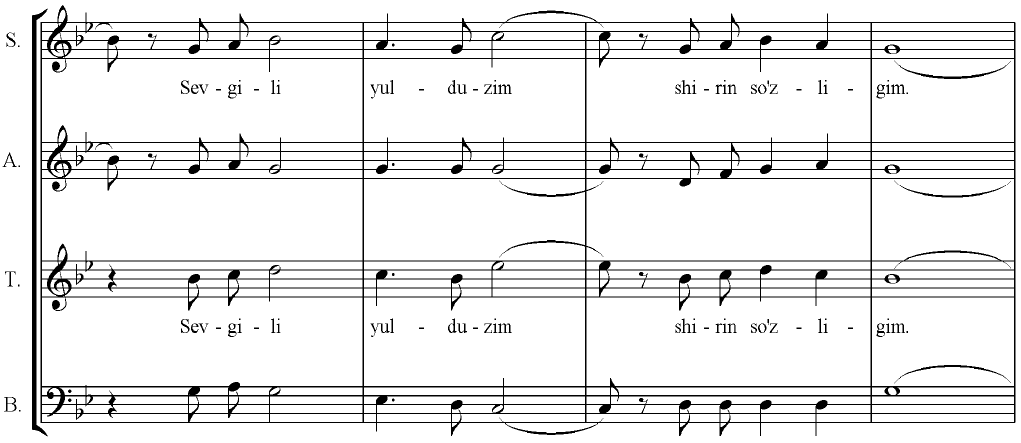 S.
Sev - gi - li yul - du - zim shi - rin so'z - li - gim.
A.
T.
Sev - gi - li yul - du - zim shi - rin so'z - li - gim.
B.